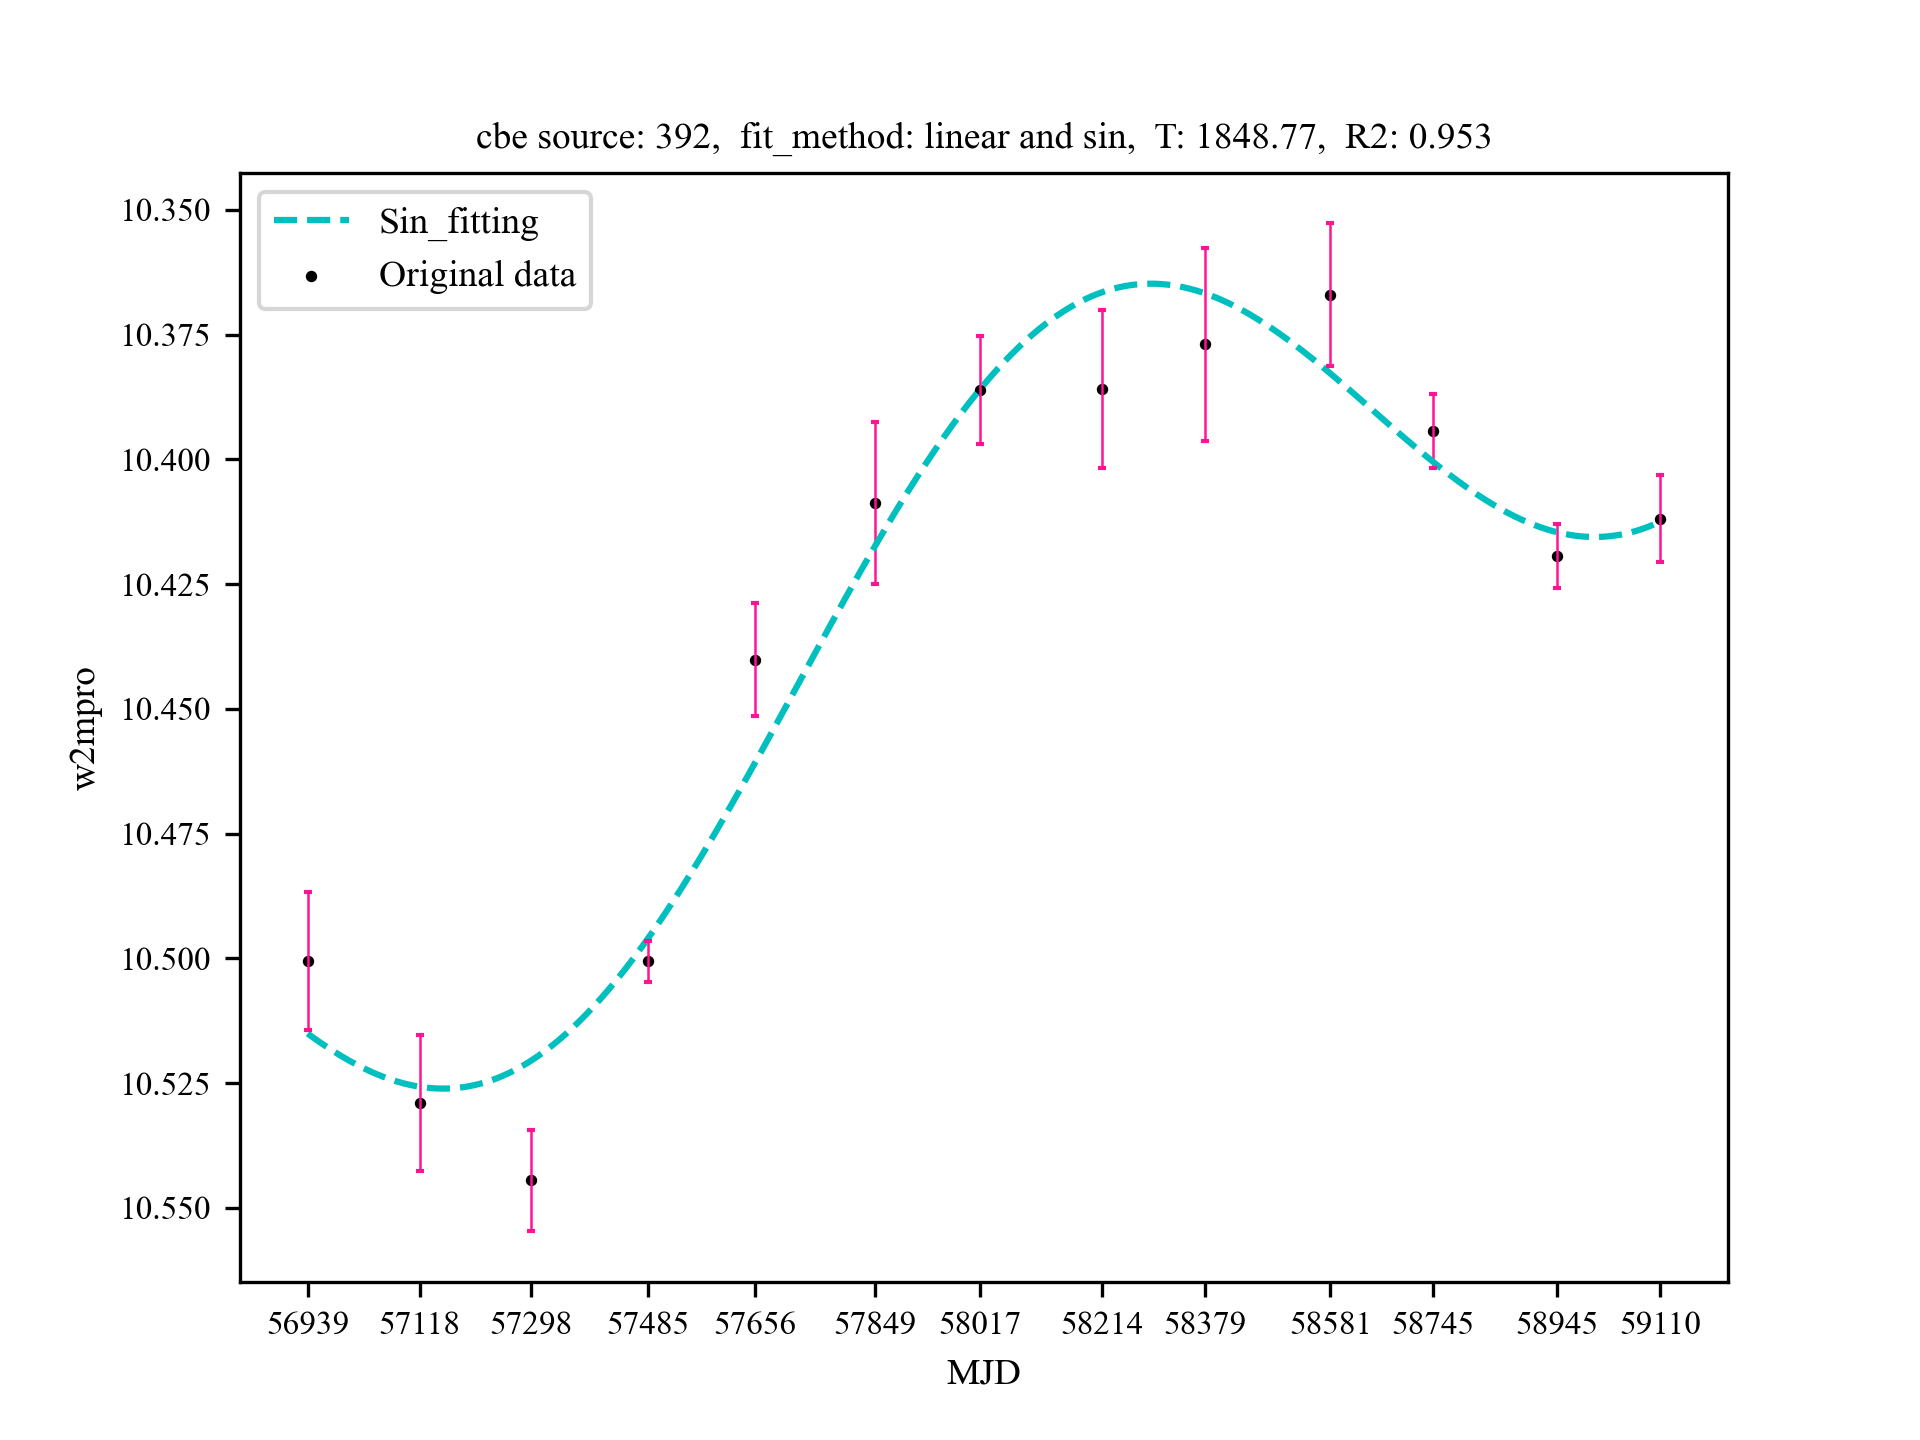 cbe source: 392,  fit_method: linear and sin,  T: 1848.77,  R2: 0.953
Sin_fitting
Original data
10.350
10.375
10.400
10.425
10.450
10.475
10.500
10.525
10.550
w2mpro
56939 57118 57298 57485 57656 57849 58017 58214 58379 58581 58745 58945 59110
MJD